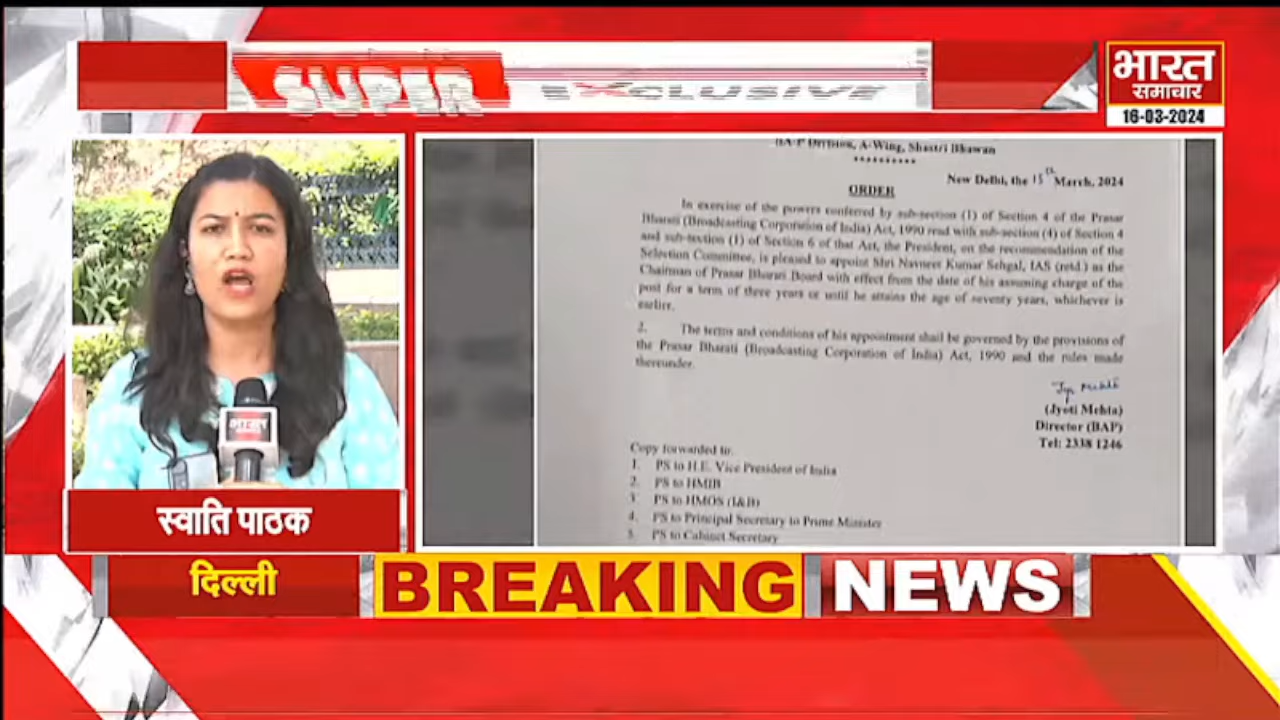 SUPER EXCLUSIVE
भारत
समाचार
16-03-2024
BA-P Division, A-Wing, Shastri Bhawan
**********
New Delhi, the 15th March, 2024
ORDER
In exercise of the powers conferred by sub-section (1) of Section 4 of the Prasar
Bharati (Broadcasting Corporation of India) Act, 1990 read with sub-section (4) of Section 4
and sub-section (1) of Section 6 of that Act, the President, on the recommendation of the
Selection Committee, is pleased to appoint Shri Navneet Kumar Sehgal, IAS (retd.) as the
Chairman of Prasar Bharati Board with effect from the date of his assuming charge of the
post for a term of three years or until he attains the age of seventy years, whichever is
earlier.
2. The terms and conditions of his appointment shall be governed by the provisions of
the Prasar Bharati (Broadcasting Corporation of India) Act, 1990 and the rules made
thereunder.
(Jyoti Mehta)
Director (BAP)
Tel: 2338 1246
Copy forwarded to:
1. PS to H.E. Vice President of India
2. PS to HMIB
3. PS to HMOS (I&B)
4. PS to Principal Secretary to Prime Minister
5. PS to Cabinet Secretary
भारत
स्वाति पाठक
दिल्ली
BREAKING NEWS